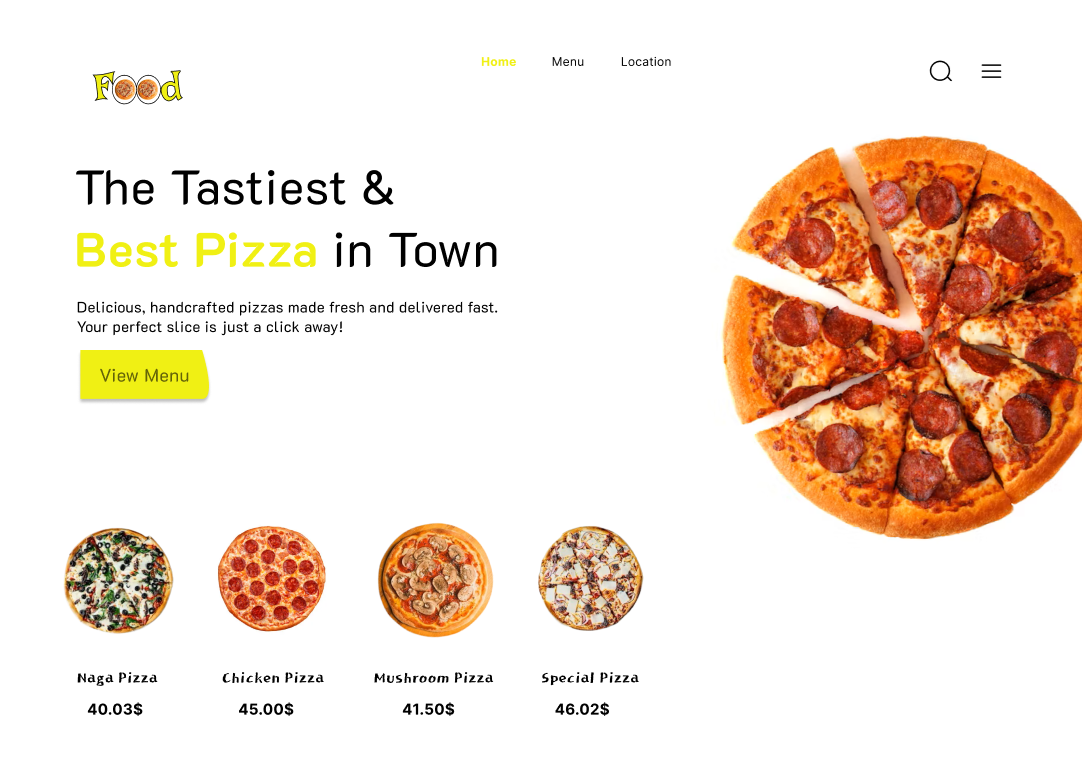 Food
Home Menu Location
The Tastiest &
Best Pizza in Town
Delicious, handcrafted pizzas made fresh and delivered fast.
Your perfect slice is just a click away!
View Menu
Naga Pizza Chicken Pizza Mushroom Pizza Special Pizza
40.03$ 45.00$ 41.50$ 46.02$